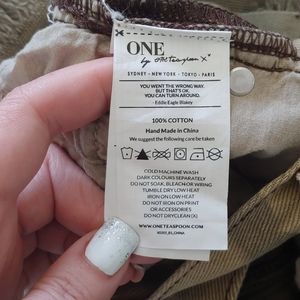 ONE
by oneteaspoon x
SYDNEY - NEW YORK - TOKYO - PARIS
YOU WENT THE WRONG WAY.
BUT THAT'S OK.
YOU CAN TURN AROUND.
- Eddie Eagle Blakey
100% COTTON
Hand Made in China
We suggest the following care be taken
COLD MACHINE WASH
DARK COLOURS SEPARATELY
DO NOT SOAK, BLEACH OR WRING
TUMBLE DRY LOW HEAT
IRON ON LOW HEAT
DO NOT IRON ON PRINT
OR ACCESSORIES
DO NOT DRYCLEAN (X)
WWW.ONETEASPOON.COM